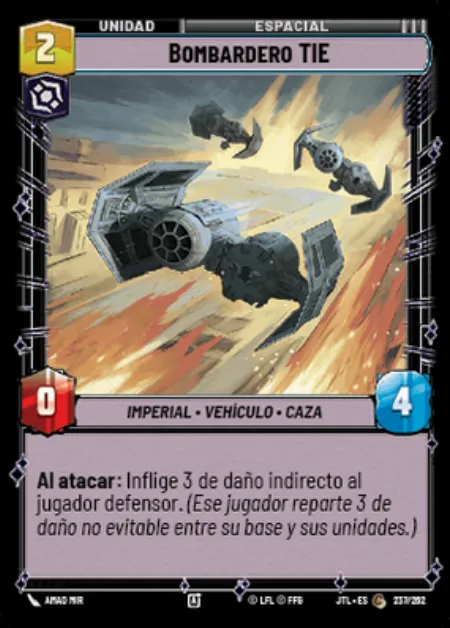 UNIDAD ESPACIAL
2
BOMBARDERO TIE
0
4
IMPERIAL • VEHÍCULO • CAZA
Al atacar: Inflige 3 de daño indirecto al
jugador defensor. (Ese jugador reparte 3 de
daño no evitable entre su base y sus unidades.)
AMAD MIR
© LFL © FFG
JTL • ES
237/262